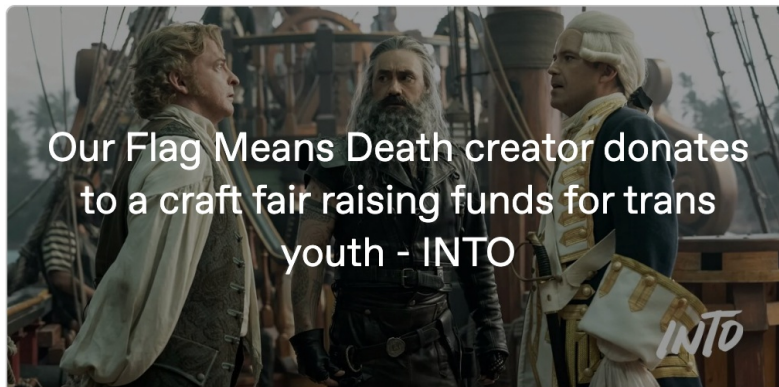 Our Flag Means Death creator donates
to a craft fair raising funds for trans
youth - INTO
INTO